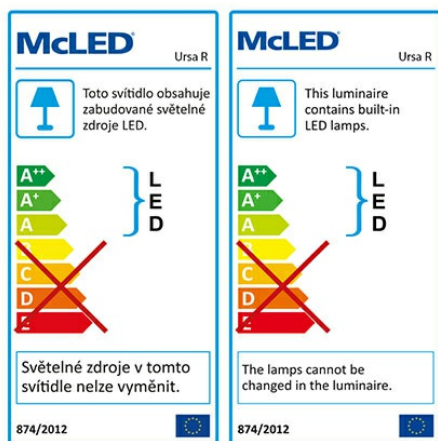 McLED®
Ursa R
Toto svítidlo obsahuje
zabudované světelné
zdroje LED.
A++
A+
A
B
C
D
E
L
E
D
Světelné zdroje v tomto
svítidle nelze vyměnit.
874/2012
McLED®
Ursa R
This luminaire
contains built-in
LED lamps.
A++
A+
A
B
C
D
E
L
E
D
The lamps cannot be
changed in the luminaire.
874/2012